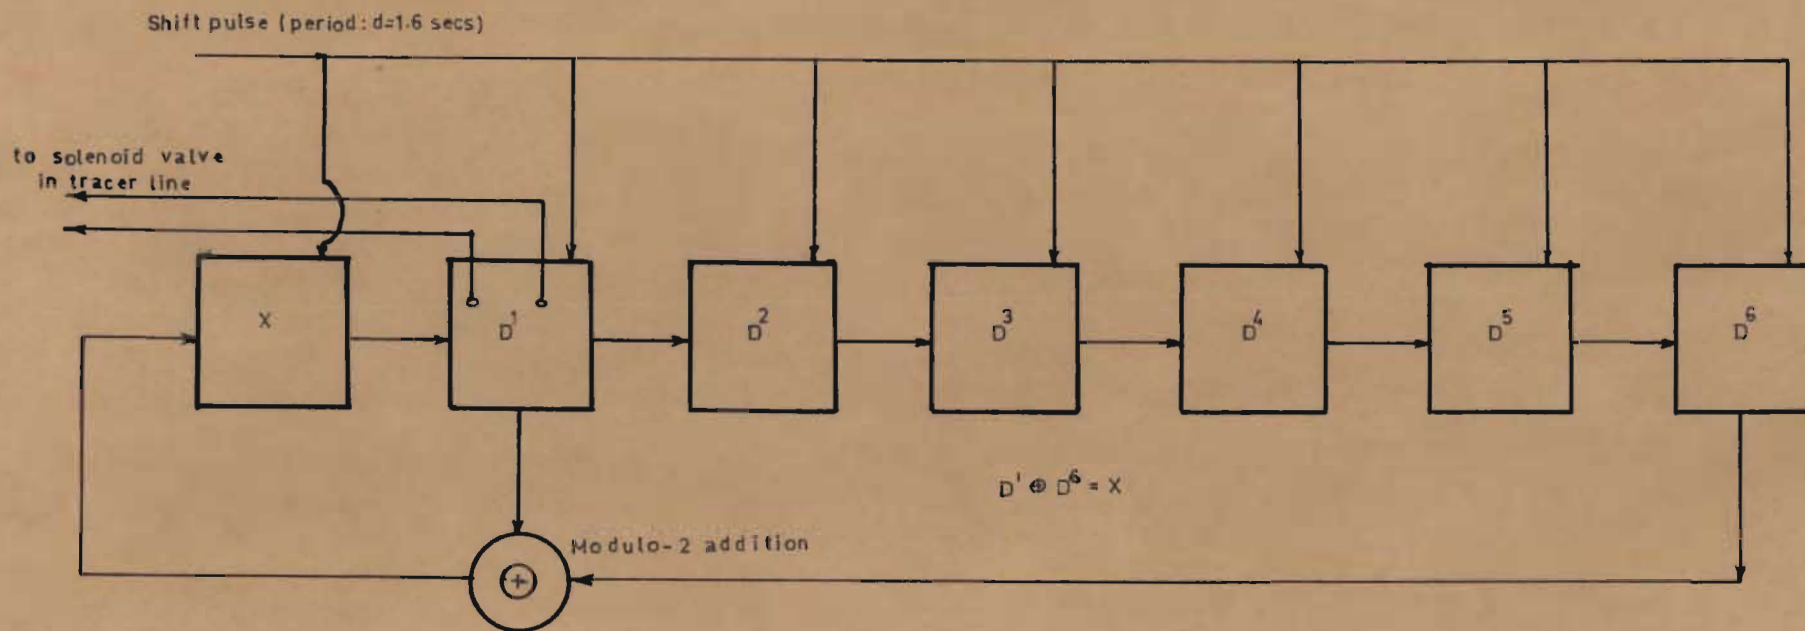 Shift pulse (period: d=1.6 secs)
to solenoid valve
in tracer line
X
D¹
D²
D³
D⁴
D⁵
D⁶
D¹ ⊕ D⁶ = X
Modulo-2 addition
+